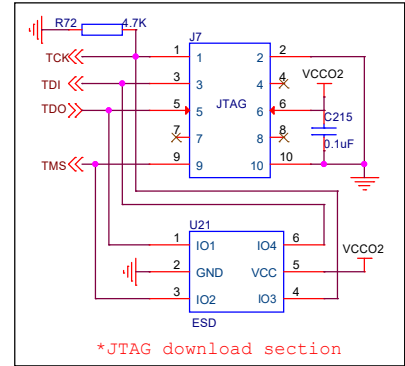 R72 4.7K
J7
TCK 1 1 2 2
VCCO2
TDI 3 3 4 4
TDO 5 5 JTAG 6 6
C215
7 7 8 8
0.1uF
TMS 9 9 10 10
U21
1 IO1 IO4 6
VCCO2
2 GND VCC 5
3 IO2 IO3 4
ESD
*JTAG download section